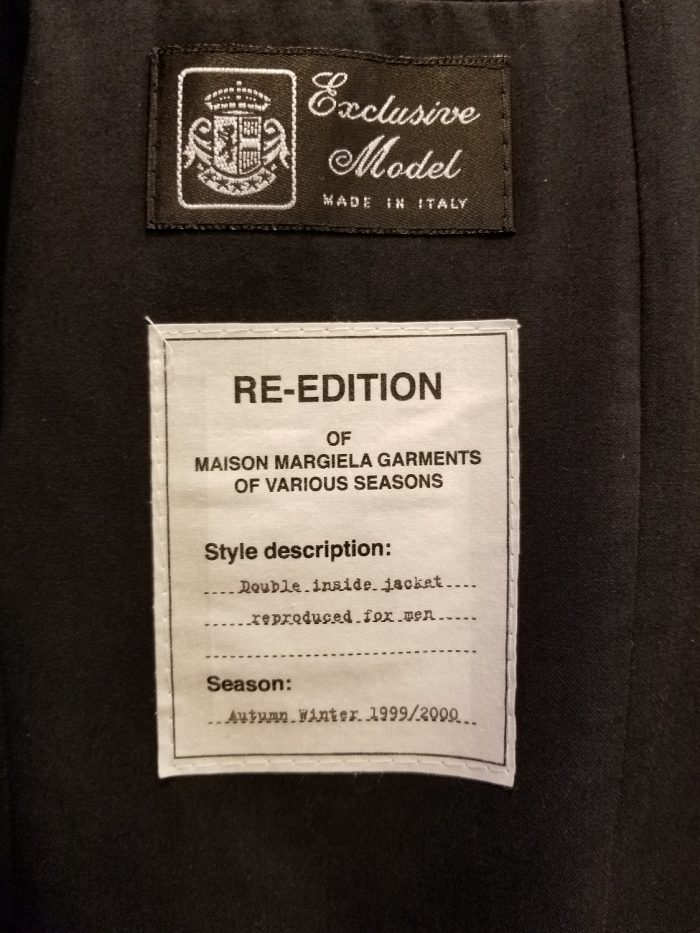 Exclusive
Model
MADE IN ITALY
RE-EDITION
OF
MAISON MARGIELA GARMENTS
OF VARIOUS SEASONS
Style description:
Double inside jacket
reproduced for men
Season:
Autumn Winter 1999/2000